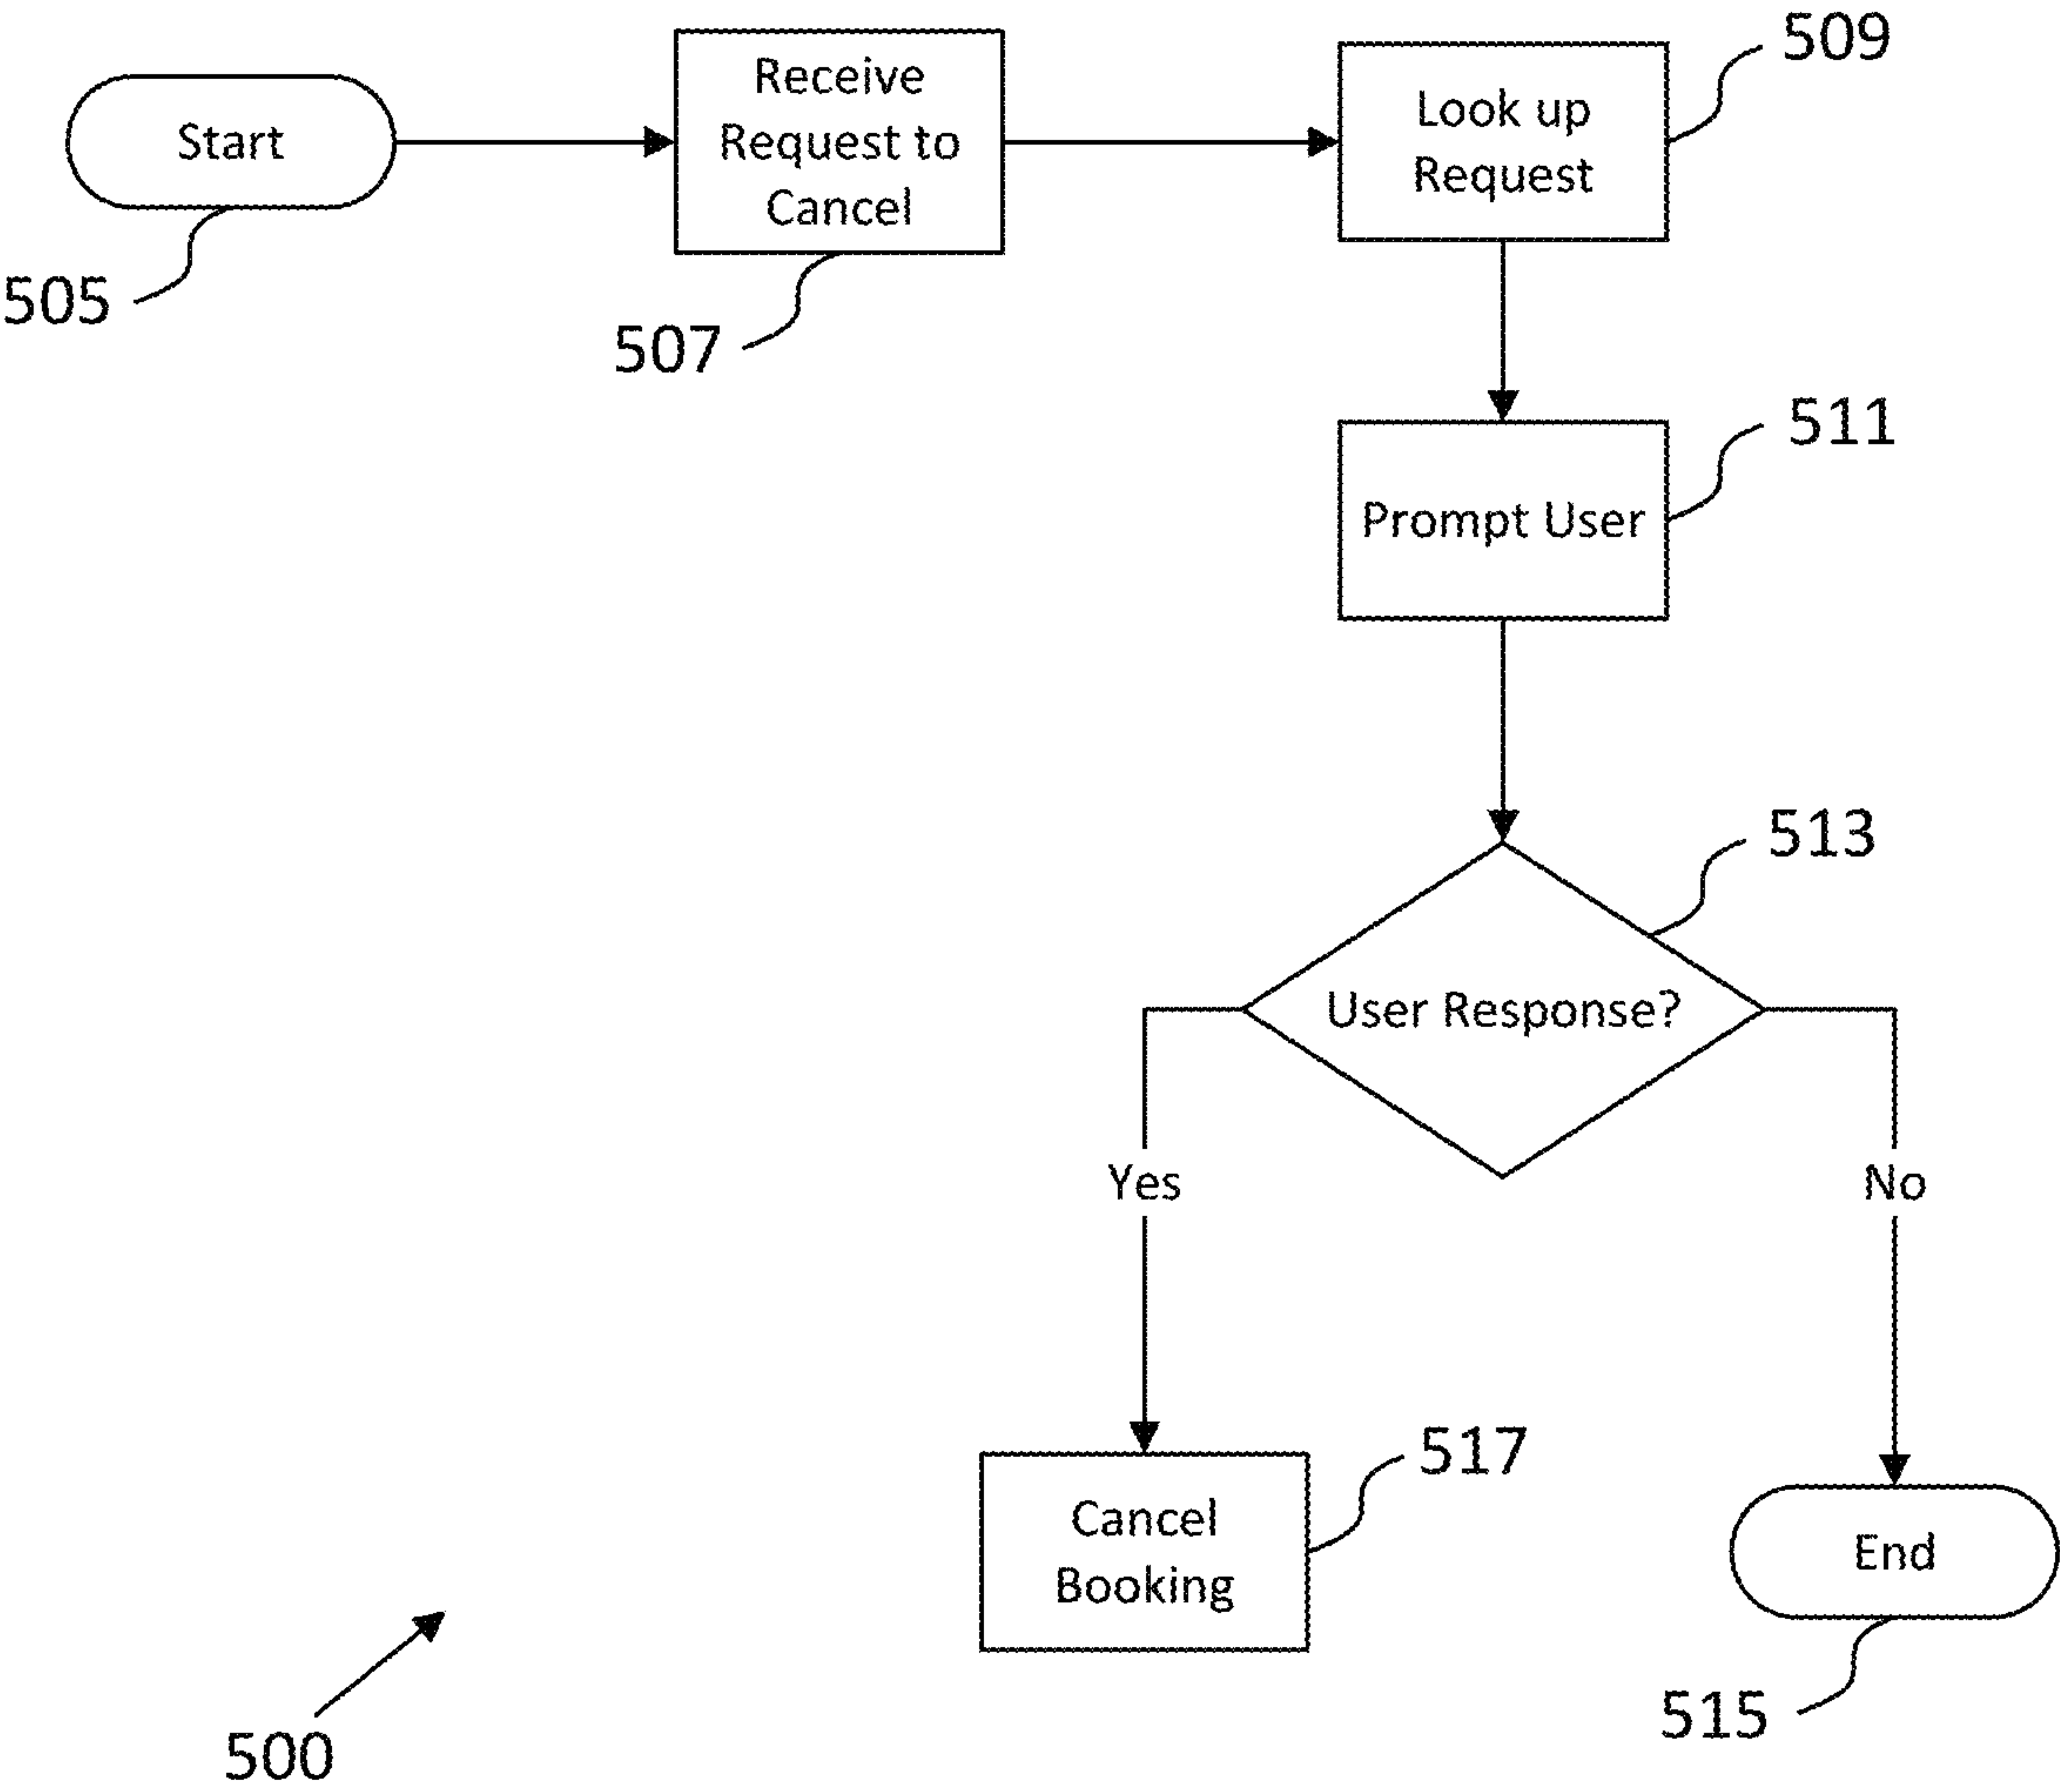 Start
505
Receive
Request to
Cancel
507
Look up
Request
509
Prompt User
511
User Response?
513
Yes
No
Cancel
Booking
517
End
515
500